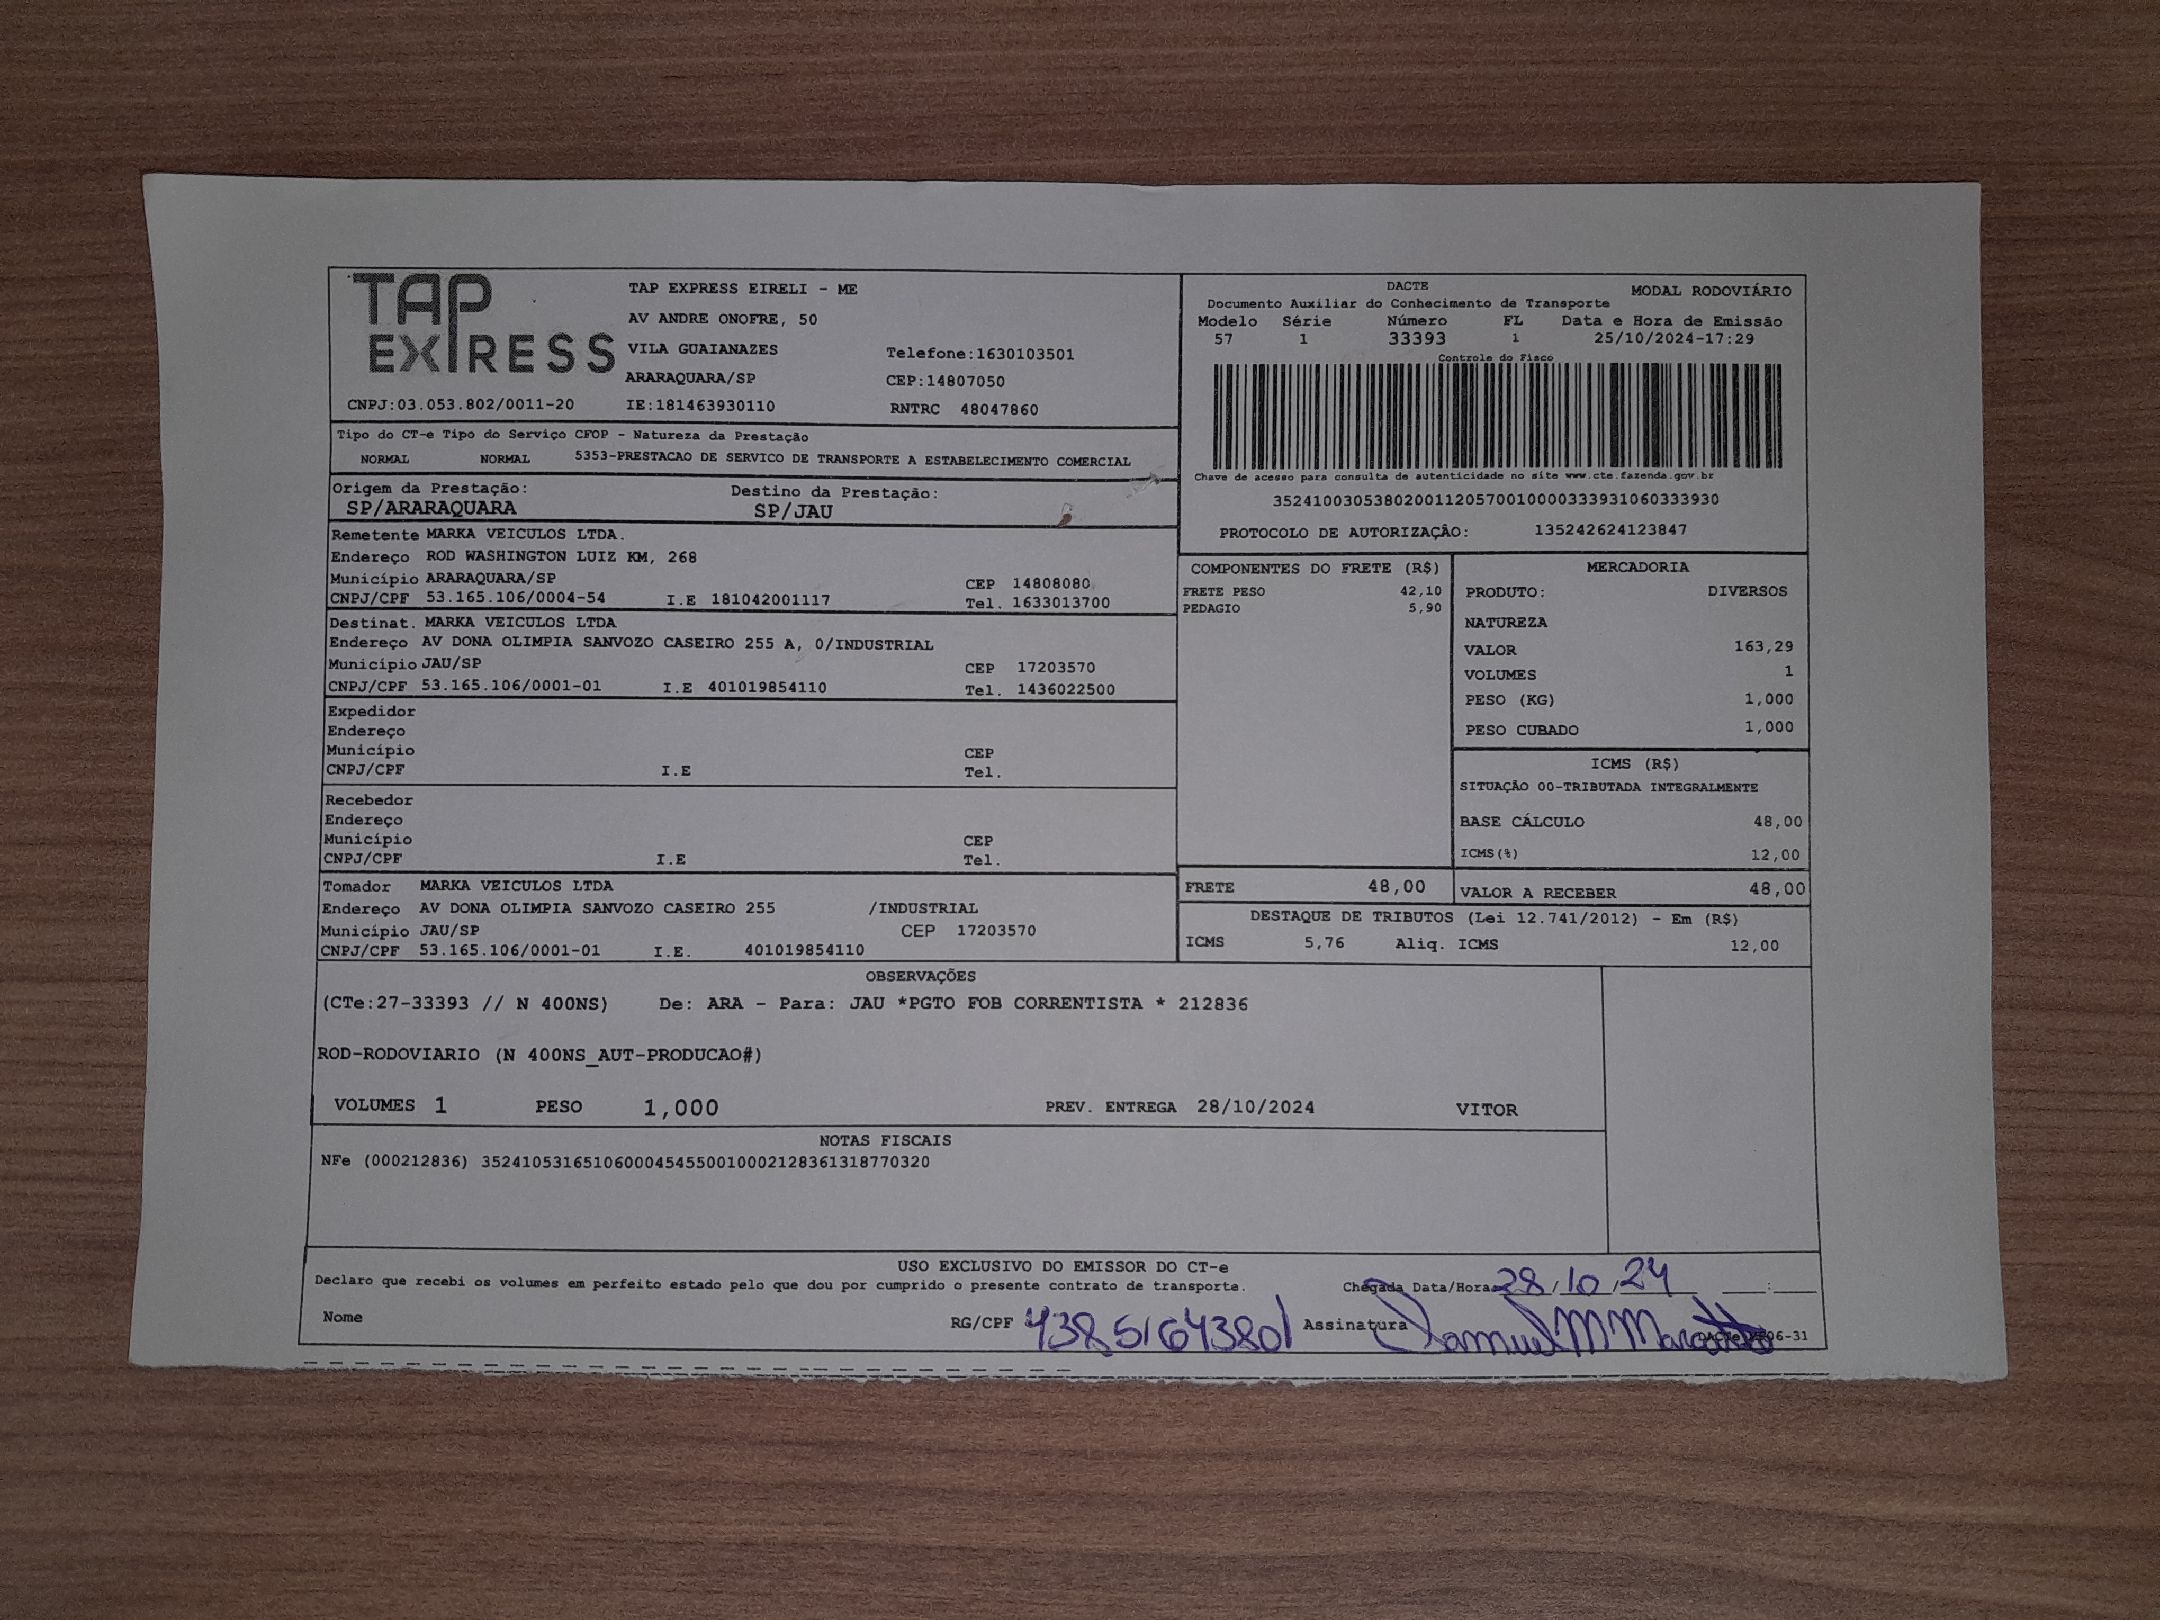 TAP EXPRESS
TAP EXPRESS EIRELI - ME
AV ANDRE ONOFRE, 50
VILA GUAIANAZES Telefone:1630103501
ARARAQUARA/SP CEP:14807050
CNPJ:03.053.802/0011-20 IE:181463930110 RNTRC 48047860
DACTE MODAL RODOVIÁRIO
Documento Auxiliar do Conhecimento de Transporte
Modelo Série Número FL Data e Hora de Emissão
57 1 33393 1 25/10/2024-17:29
Controle do Fisco
Chave de acesso para consulta de autenticidade no site www.cte.fazenda.gov.br
35241003053802001120570010000333931060333930
PROTOCOLO DE AUTORIZAÇÃO: 135242624123847
Tipo do CT-e Tipo do Serviço CFOP - Natureza da Prestação
NORMAL NORMAL 5353-PRESTACAO DE SERVICO DE TRANSPORTE A ESTABELECIMENTO COMERCIAL
Origem da Prestação: Destino da Prestação:
SP/ARARAQUARA SP/JAU
Remetente MARKA VEICULOS LTDA.
Endereço ROD WASHINGTON LUIZ KM, 268
Município ARARAQUARA/SP CEP 14808080
CNPJ/CPF 53.165.106/0004-54 I.E 181042001117 Tel. 1633013700
Destinat. MARKA VEICULOS LTDA
Endereço AV DONA OLIMPIA SANVOZO CASEIRO 255 A, 0/INDUSTRIAL
Município JAU/SP CEP 17203570
CNPJ/CPF 53.165.106/0001-01 I.E 401019854110 Tel. 1436022500
Expedidor
Endereço
Município CEP
CNPJ/CPF I.E Tel.
Recebedor
Endereço
Município CEP
CNPJ/CPF I.E Tel.
Tomador MARKA VEICULOS LTDA
Endereço AV DONA OLIMPIA SANVOZO CASEIRO 255 /INDUSTRIAL
Município JAU/SP CEP 17203570
CNPJ/CPF 53.165.106/0001-01 I.E. 401019854110
COMPONENTES DO FRETE (R$)
FRETE PESO 42,10
PEDAGIO 5,90
MERCADORIA
PRODUTO: DIVERSOS
NATUREZA
VALOR 163,29
VOLUMES 1
PESO (KG) 1,000
PESO CUBADO 1,000
ICMS (R$)
SITUAÇÃO 00-TRIBUTADA INTEGRALMENTE
BASE CÁLCULO 48,00
ICMS(%) 12,00
FRETE 48,00 VALOR A RECEBER 48,00
DESTAQUE DE TRIBUTOS (Lei 12.741/2012) - Em (R$)
ICMS 5,76 Aliq. ICMS 12,00
OBSERVAÇÕES
(CTe:27-33393 // N 400NS) De: ARA - Para: JAU *PGTO FOB CORRENTISTA * 212836
ROD-RODOVIARIO (N 400NS_AUT-PRODUCAO#)
VOLUMES 1 PESO 1,000 PREV. ENTREGA 28/10/2024 VITOR
NOTAS FISCAIS
NFe (000212836) 35241053165106000454550010002128361318770320
USO EXCLUSIVO DO EMISSOR DO CT-e
Declaro que recebi os volumes em perfeito estado pelo que dou por cumprido o presente contrato de transporte. Chegada Data/Hora 28/10/24 __:__
Nome RG/CPF 43851643801 Assinatura Samuel M